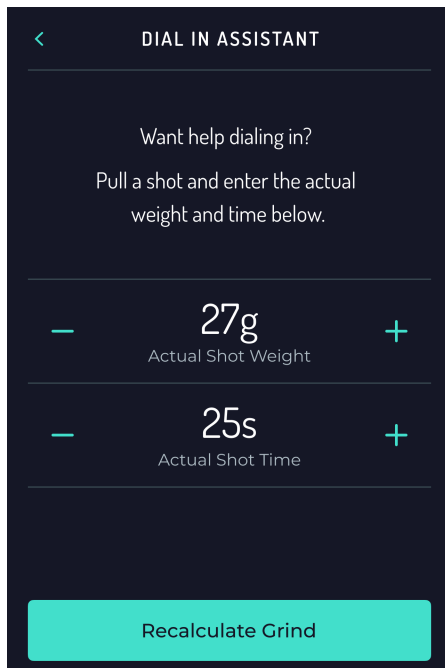 DIAL IN ASSISTANT
Want help dialing in?
Pull a shot and enter the actual
weight and time below.
27g
Actual Shot Weight
25s
Actual Shot Time
Recalculate Grind